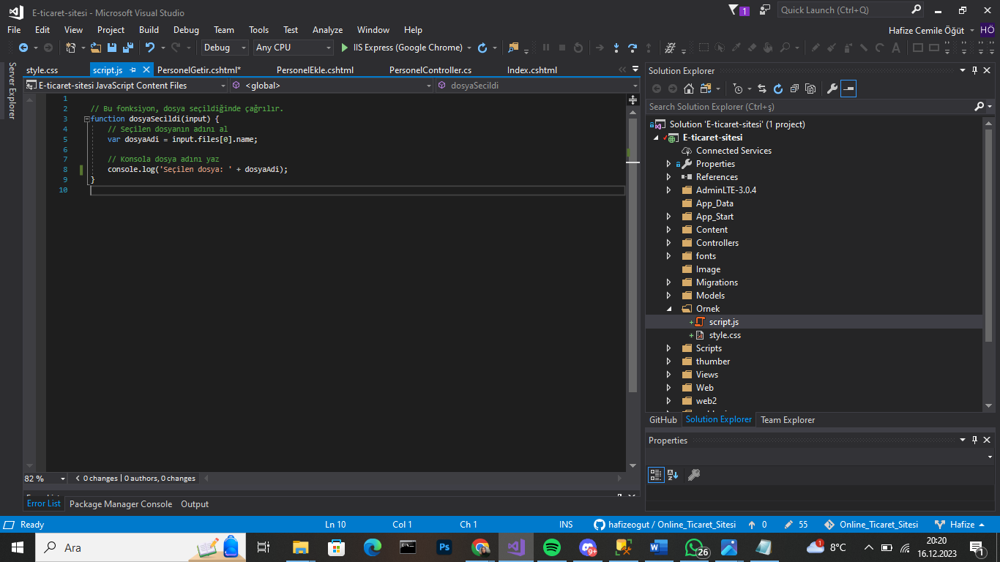 E-ticaret-sitesi - Microsoft Visual Studio
1
Quick Launch (Ctrl+Q)
File Edit View Project Build Debug Team Tools Test Analyze Window Help
Hafize Cemile Öğüt HÖ
Debug Any CPU IIS Express (Google Chrome)
Server Explorer
style.css script.js PersonelGetir.cshtml* PersonelEkle.cshtml PersonelController.cs Index.cshtml
E-ticaret-sitesi JavaScript Content Files <global> dosyaSecildi
1
2 // Bu fonksiyon, dosya seçildiğinde çağrılır.
3 function dosyaSecildi(input) {
4 // Seçilen dosyanın adını al
5 var dosyaAdi = input.files[0].name;
6
7 // Konsola dosya adını yaz
8 console.log('Seçilen dosya: ' + dosyaAdi);
9 }
10
82 % 0 changes | 0 authors, 0 changes
Error List Package Manager Console Output
Solution Explorer
Search Solution Explorer (Ctrl+ş)
Solution 'E-ticaret-sitesi' (1 project)
E-ticaret-sitesi
Connected Services
Properties
References
AdminLTE-3.0.4
App_Data
App_Start
Content
Controllers
fonts
Image
Migrations
Models
Ornek
script.js
style.css
Scripts
thumber
Views
Web
web2
GitHub Solution Explorer Team Explorer
Properties
Ready Ln 10 Col 1 Ch 1 INS hafizeogut / Online_Ticaret_Sitesi 0 55 Online_Ticaret_Sitesi Hafize
Ara
Ps
9+
26
1
8°C
20:20
16.12.2023
1